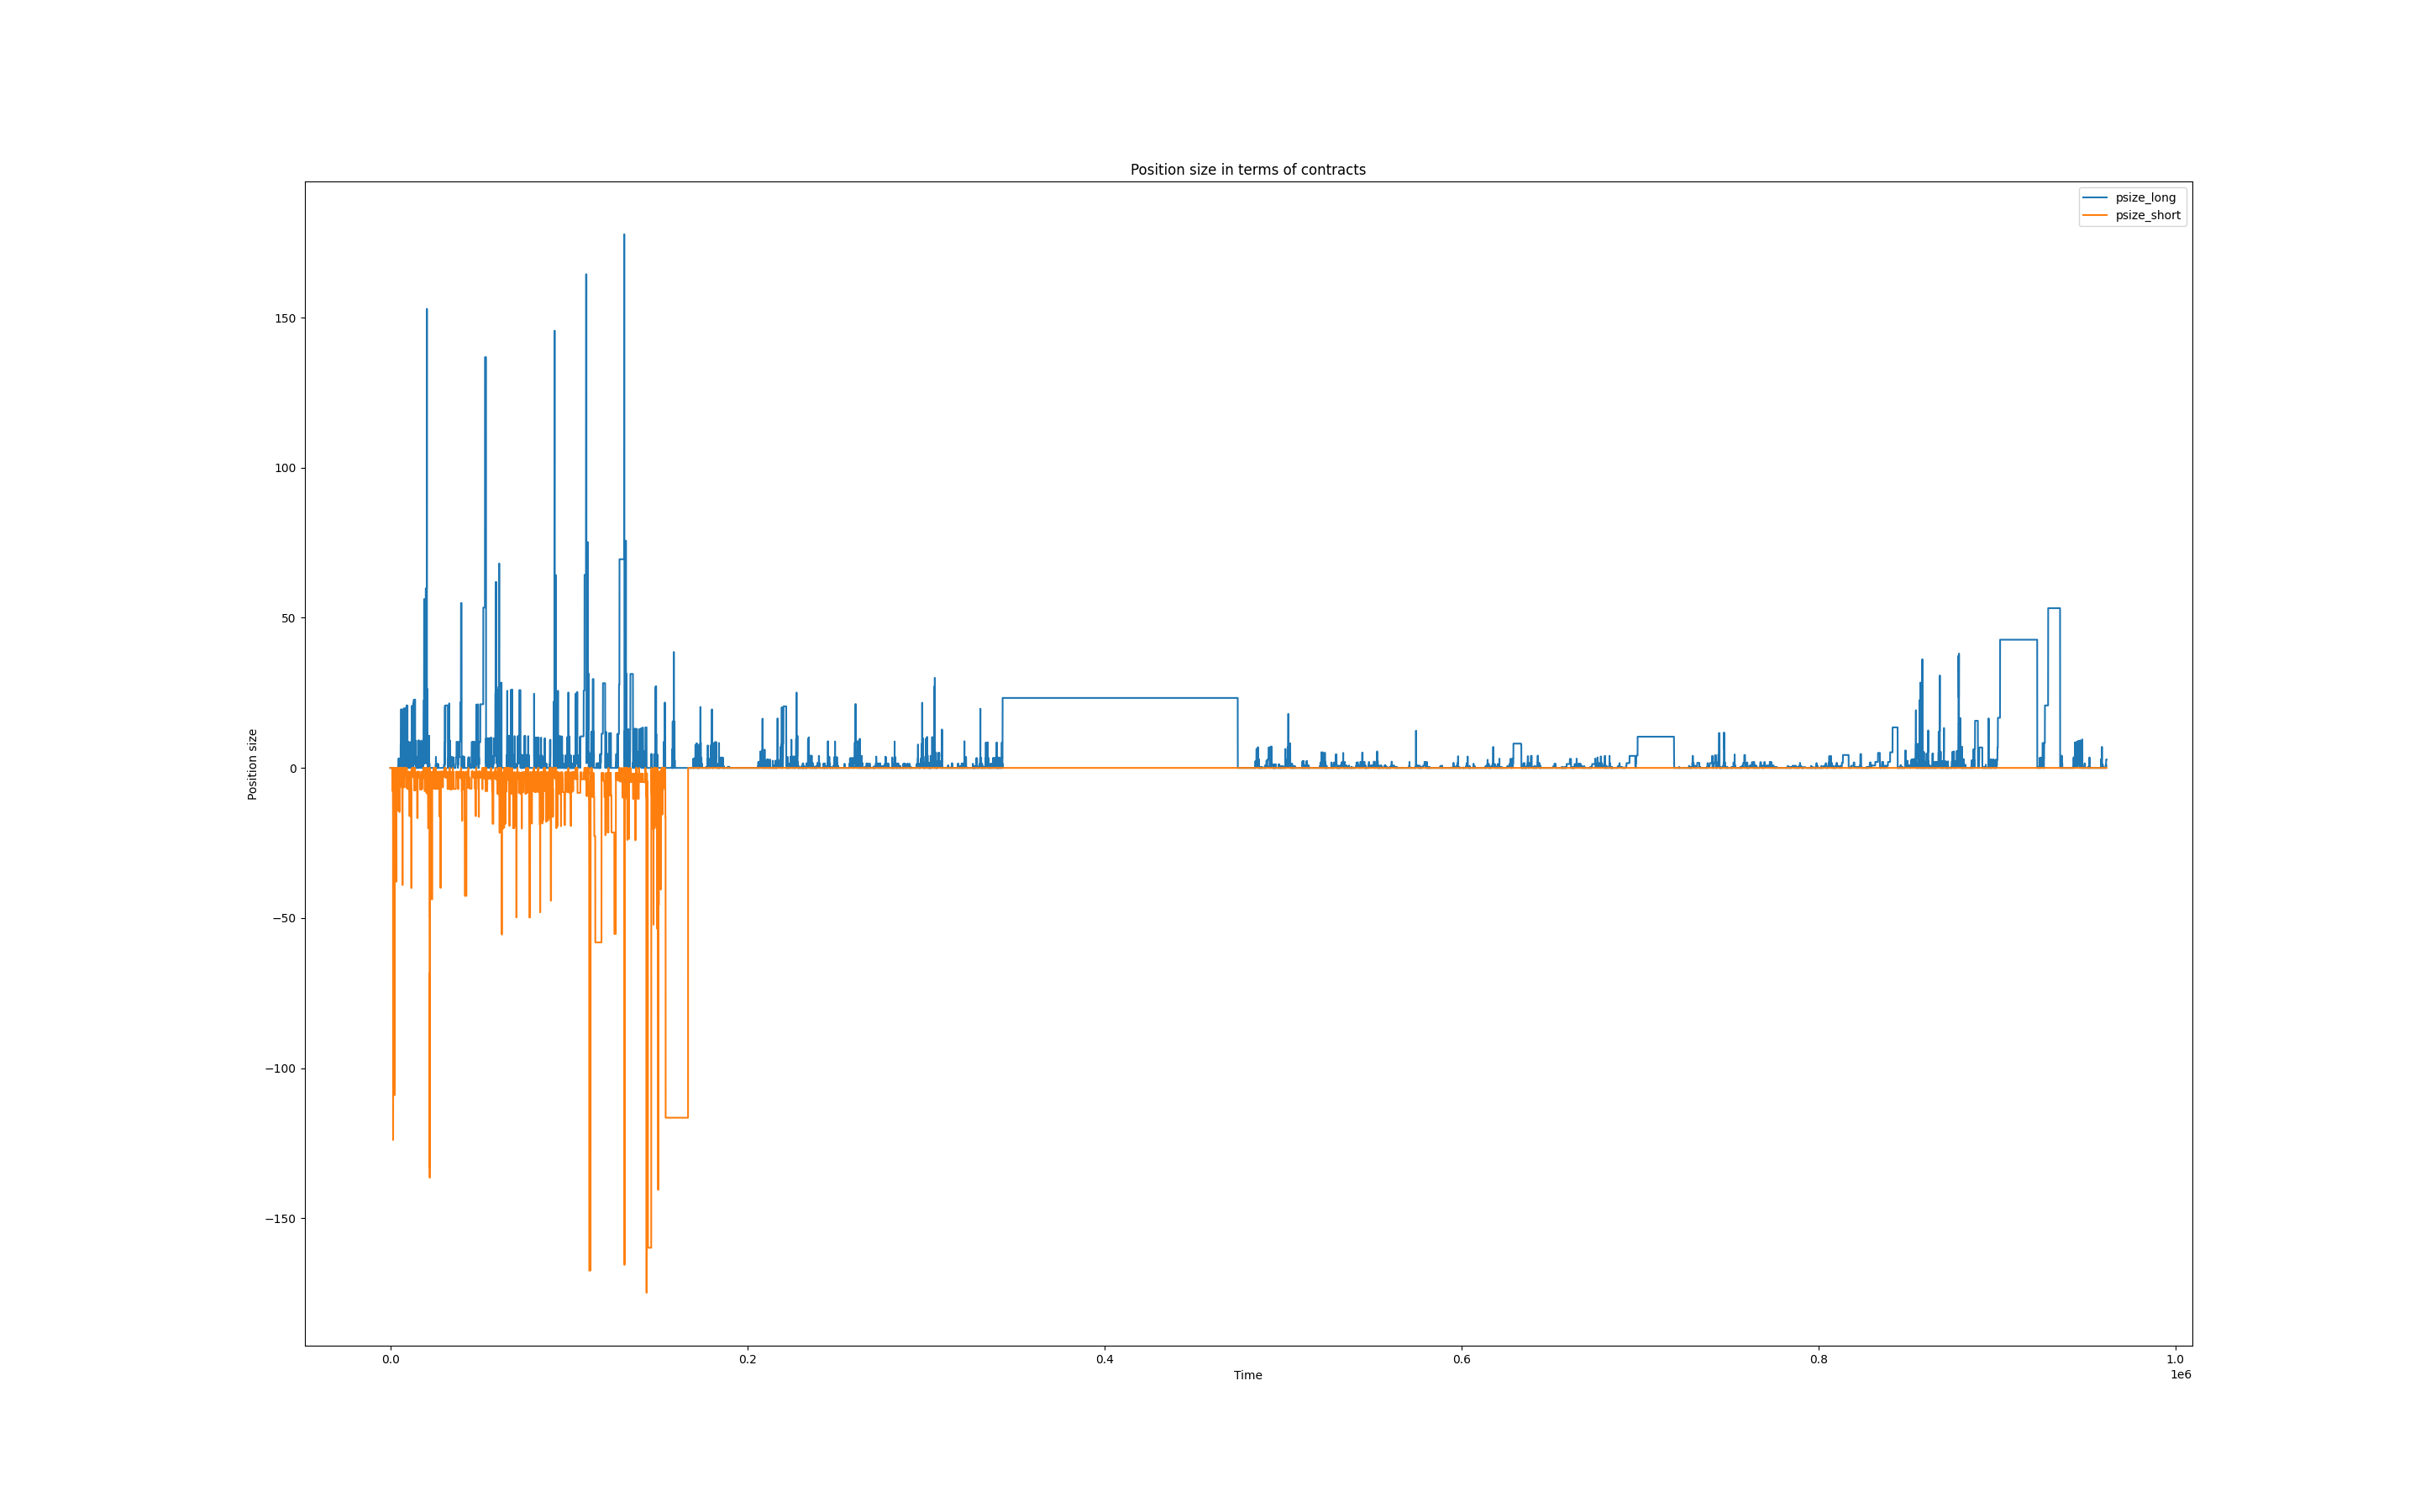 Position size in terms of contracts
psize_long
psize_short
Position size
150
100
50
0
−50
−100
−150
0.0
0.2
0.4
0.6
0.8
1.0
1e6
Time